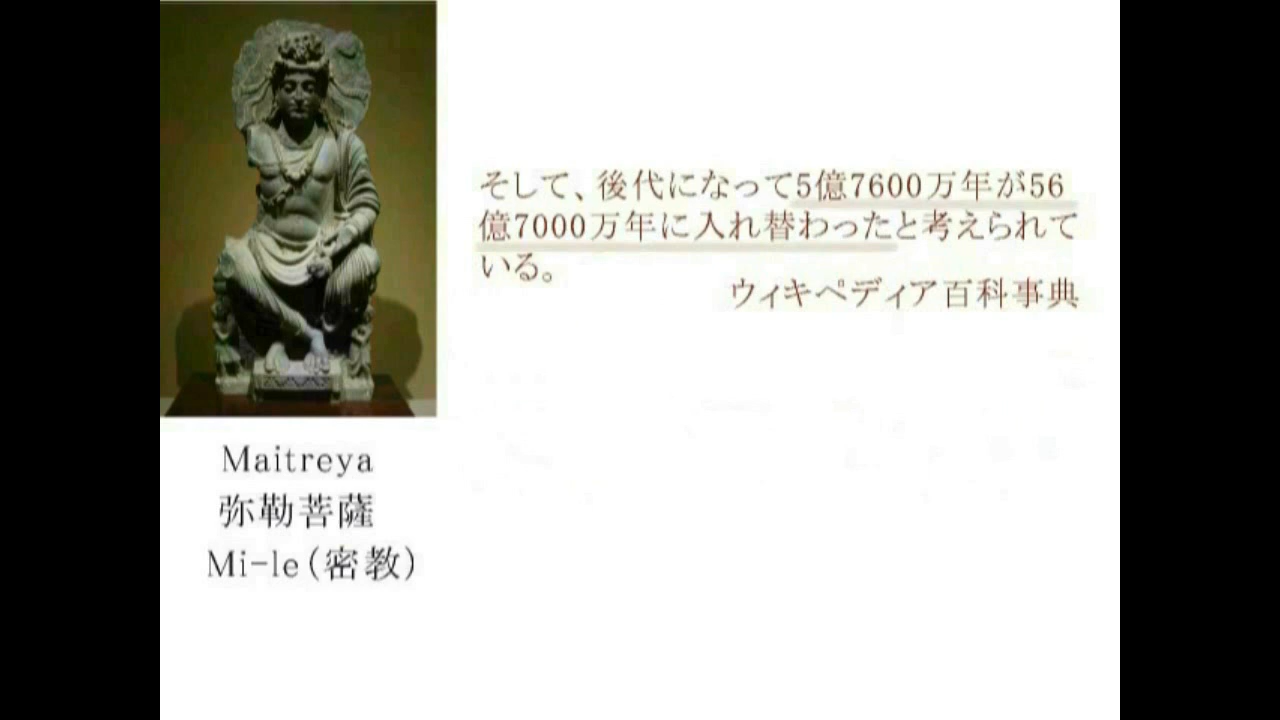 そして、後代になって5億7600万年が56
億7000万年に入れ替わったと考えられて
いる。
ウィキペディア百科事典
Maitreya
弥勒菩薩
Mi-le(密教)